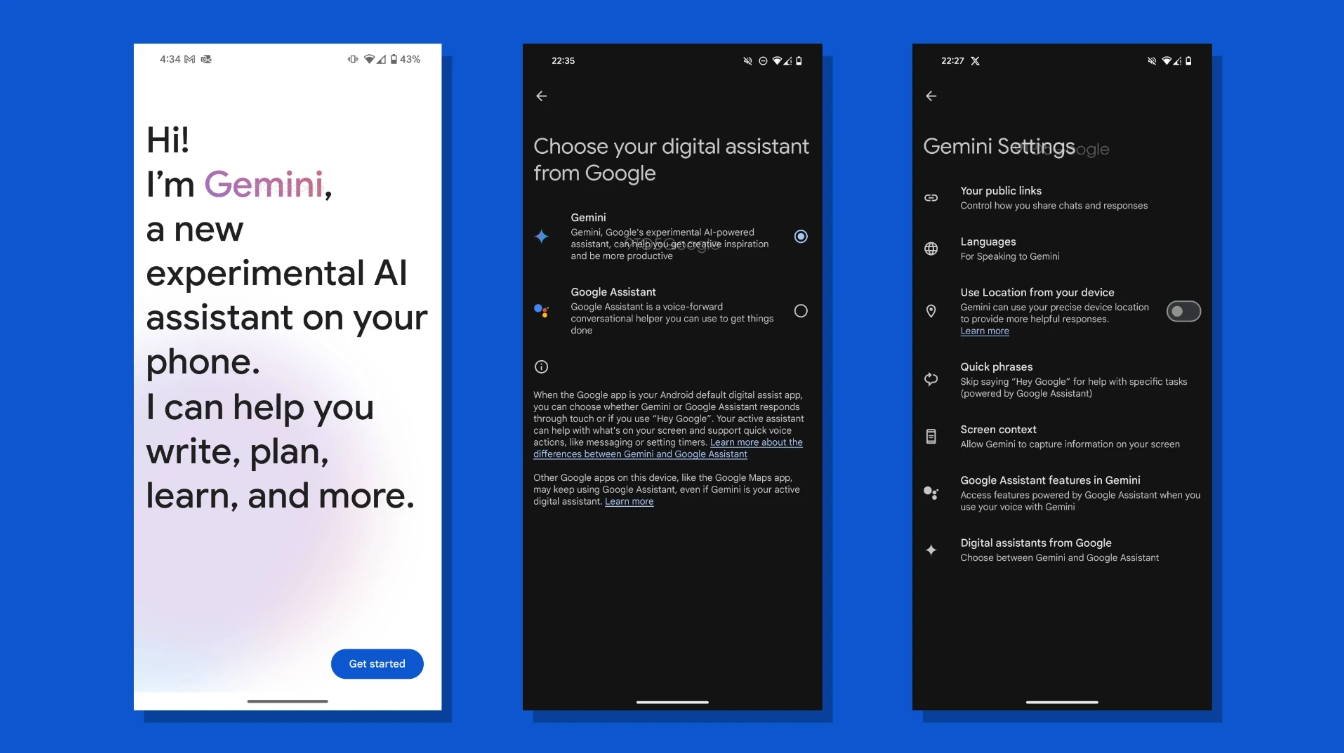 4:34
43%
Hi!
I'm Gemini,
a new
experimental AI
assistant on your
phone.
I can help you
write, plan,
learn, and more.
Get started
22:35
Choose your digital assistant
from Google
Gemini
Gemini, Google's experimental AI-powered
assistant, can help you get creative inspiration
and be more productive
Google Assistant
Google Assistant is a voice-forward
conversational helper you can use to get things
done
When the Google app is your Android default digital assist app,
you can choose whether Gemini or Google Assistant responds
through touch or if you use "Hey Google". Your active assistant
can help with what's on your screen and support quick voice
actions, like messaging or setting timers. Learn more about the
differences between Gemini and Google Assistant
Other Google apps on this device, like the Google Maps app,
may keep using Google Assistant, even if Gemini is your active
digital assistant. Learn more
22:27
Gemini Settings
Your public links
Control how you share chats and responses
Languages
For Speaking to Gemini
Use Location from your device
Gemini can use your precise device location
to provide more helpful responses.
Learn more
Quick phrases
Skip saying "Hey Google" for help with specific tasks
(powered by Google Assistant)
Screen context
Allow Gemini to capture information on your screen
Google Assistant features in Gemini
Access features powered by Google Assistant when you
use your voice with Gemini
Digital assistants from Google
Choose between Gemini and Google Assistant